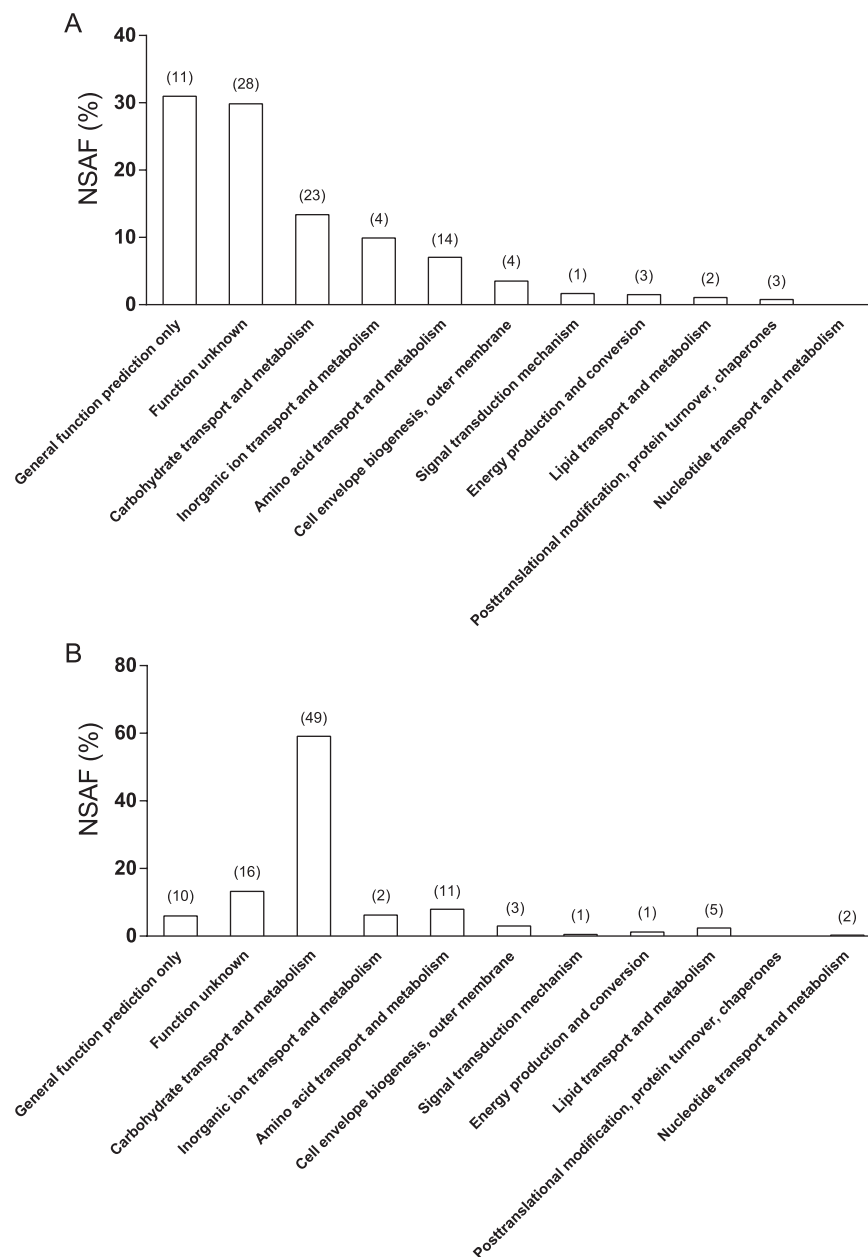 A
NSAF (%)
40
30
20
10
0
(11)
(28)
(23)
(4)
(14)
(4)
(1)
(3)
(2)
(3)
General function prediction only
Function unknown
Carbohydrate transport and metabolism
Inorganic ion transport and metabolism
Amino acid transport and metabolism
Cell envelope biogenesis, outer membrane
Signal transduction mechanism
Energy production and conversion
Lipid transport and metabolism
Posttranslational modification, protein turnover, chaperones
Nucleotide transport and metabolism
B
NSAF (%)
80
60
40
20
0
(10)
(16)
(49)
(2)
(11)
(3)
(1)
(1)
(5)
(2)
General function prediction only
Function unknown
Carbohydrate transport and metabolism
Inorganic ion transport and metabolism
Amino acid transport and metabolism
Cell envelope biogenesis, outer membrane
Signal transduction mechanism
Energy production and conversion
Lipid transport and metabolism
Posttranslational modification, protein turnover, chaperones
Nucleotide transport and metabolism